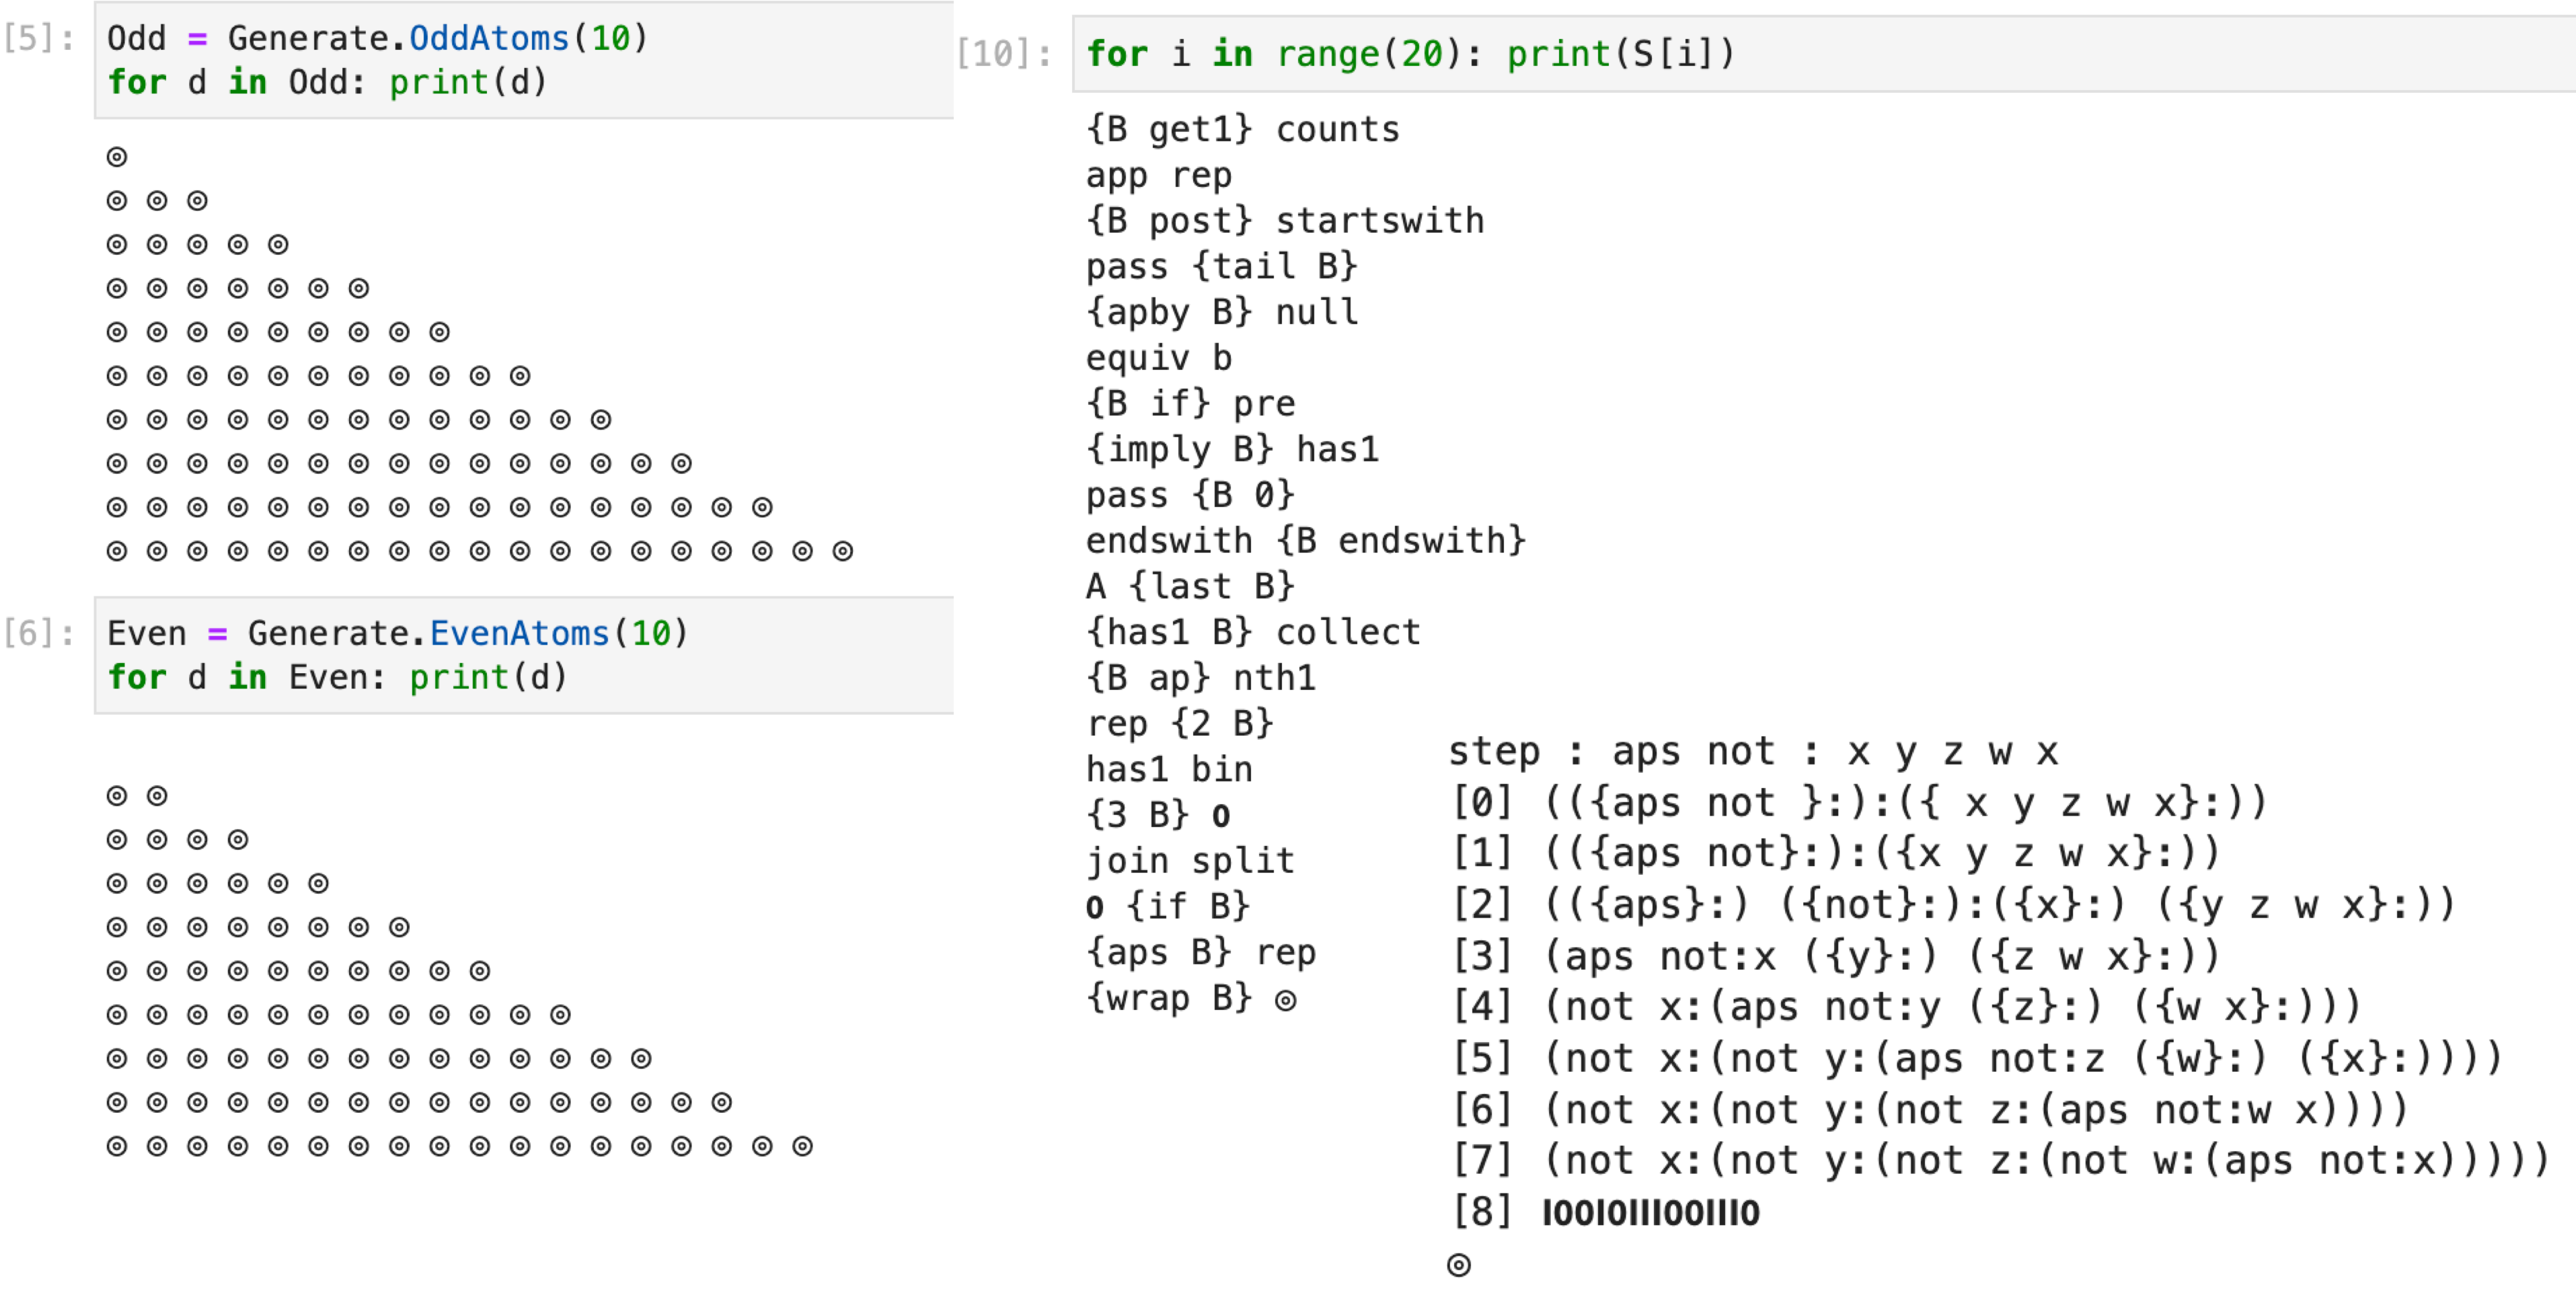 [5]: Odd = Generate.OddAtoms(10)
for d in Odd: print(d)
◎
◎ ◎ ◎
◎ ◎ ◎ ◎ ◎
◎ ◎ ◎ ◎ ◎ ◎ ◎
◎ ◎ ◎ ◎ ◎ ◎ ◎ ◎ ◎
◎ ◎ ◎ ◎ ◎ ◎ ◎ ◎ ◎ ◎ ◎
◎ ◎ ◎ ◎ ◎ ◎ ◎ ◎ ◎ ◎ ◎ ◎ ◎
◎ ◎ ◎ ◎ ◎ ◎ ◎ ◎ ◎ ◎ ◎ ◎ ◎ ◎ ◎
◎ ◎ ◎ ◎ ◎ ◎ ◎ ◎ ◎ ◎ ◎ ◎ ◎ ◎ ◎ ◎ ◎
◎ ◎ ◎ ◎ ◎ ◎ ◎ ◎ ◎ ◎ ◎ ◎ ◎ ◎ ◎ ◎ ◎ ◎ ◎
[6]: Even = Generate.EvenAtoms(10)
for d in Even: print(d)
◎ ◎
◎ ◎ ◎ ◎
◎ ◎ ◎ ◎ ◎ ◎
◎ ◎ ◎ ◎ ◎ ◎ ◎ ◎
◎ ◎ ◎ ◎ ◎ ◎ ◎ ◎ ◎ ◎
◎ ◎ ◎ ◎ ◎ ◎ ◎ ◎ ◎ ◎ ◎ ◎
◎ ◎ ◎ ◎ ◎ ◎ ◎ ◎ ◎ ◎ ◎ ◎ ◎ ◎
◎ ◎ ◎ ◎ ◎ ◎ ◎ ◎ ◎ ◎ ◎ ◎ ◎ ◎ ◎ ◎
◎ ◎ ◎ ◎ ◎ ◎ ◎ ◎ ◎ ◎ ◎ ◎ ◎ ◎ ◎ ◎ ◎ ◎
[10]: for i in range(20): print(S[i])
{B get1} counts
app rep
{B post} startswith
pass {tail B}
{apby B} null
equiv b
{B if} pre
{imply B} has1
pass {B 0}
endswith {B endswith}
A {last B}
{has1 B} collect
{B ap} nth1
rep {2 B}
has1 bin
{3 B} 0
join split
0 {if B}
{aps B} rep
{wrap B} ◎
step : aps not : x y z w x
[0] (({aps not }:):({ x y z w x}:))
[1] (({aps not}:):({x y z w x}:))
[2] (({aps}:) ({not}:):({x}:) ({y z w x}:))
[3] (aps not:x ({y}:) ({z w x}:))
[4] (not x:(aps not:y ({z}:) ({w x}:)))
[5] (not x:(not y:(aps not:z ({w}:) ({x}:))))
[6] (not x:(not y:(not z:(aps not:w x))))
[7] (not x:(not y:(not z:(not w:(aps not:x)))))
[8] I00I0III00III0
◎